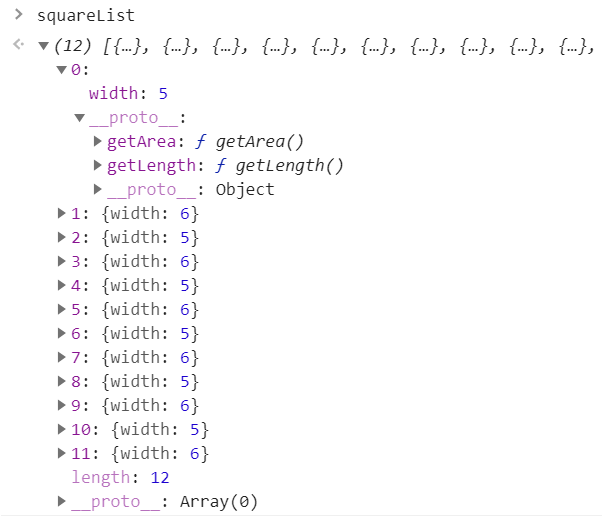 > squareList
(12) [{…}, {…}, {…}, {…}, {…}, {…}, {…}, {…}, {…}, {…},
0:
width: 5
__proto__:
getArea: ƒ getArea()
getLength: ƒ getLength()
__proto__: Object
1: {width: 6}
2: {width: 5}
3: {width: 6}
4: {width: 5}
5: {width: 6}
6: {width: 5}
7: {width: 6}
8: {width: 5}
9: {width: 6}
10: {width: 5}
11: {width: 6}
length: 12
__proto__: Array(0)